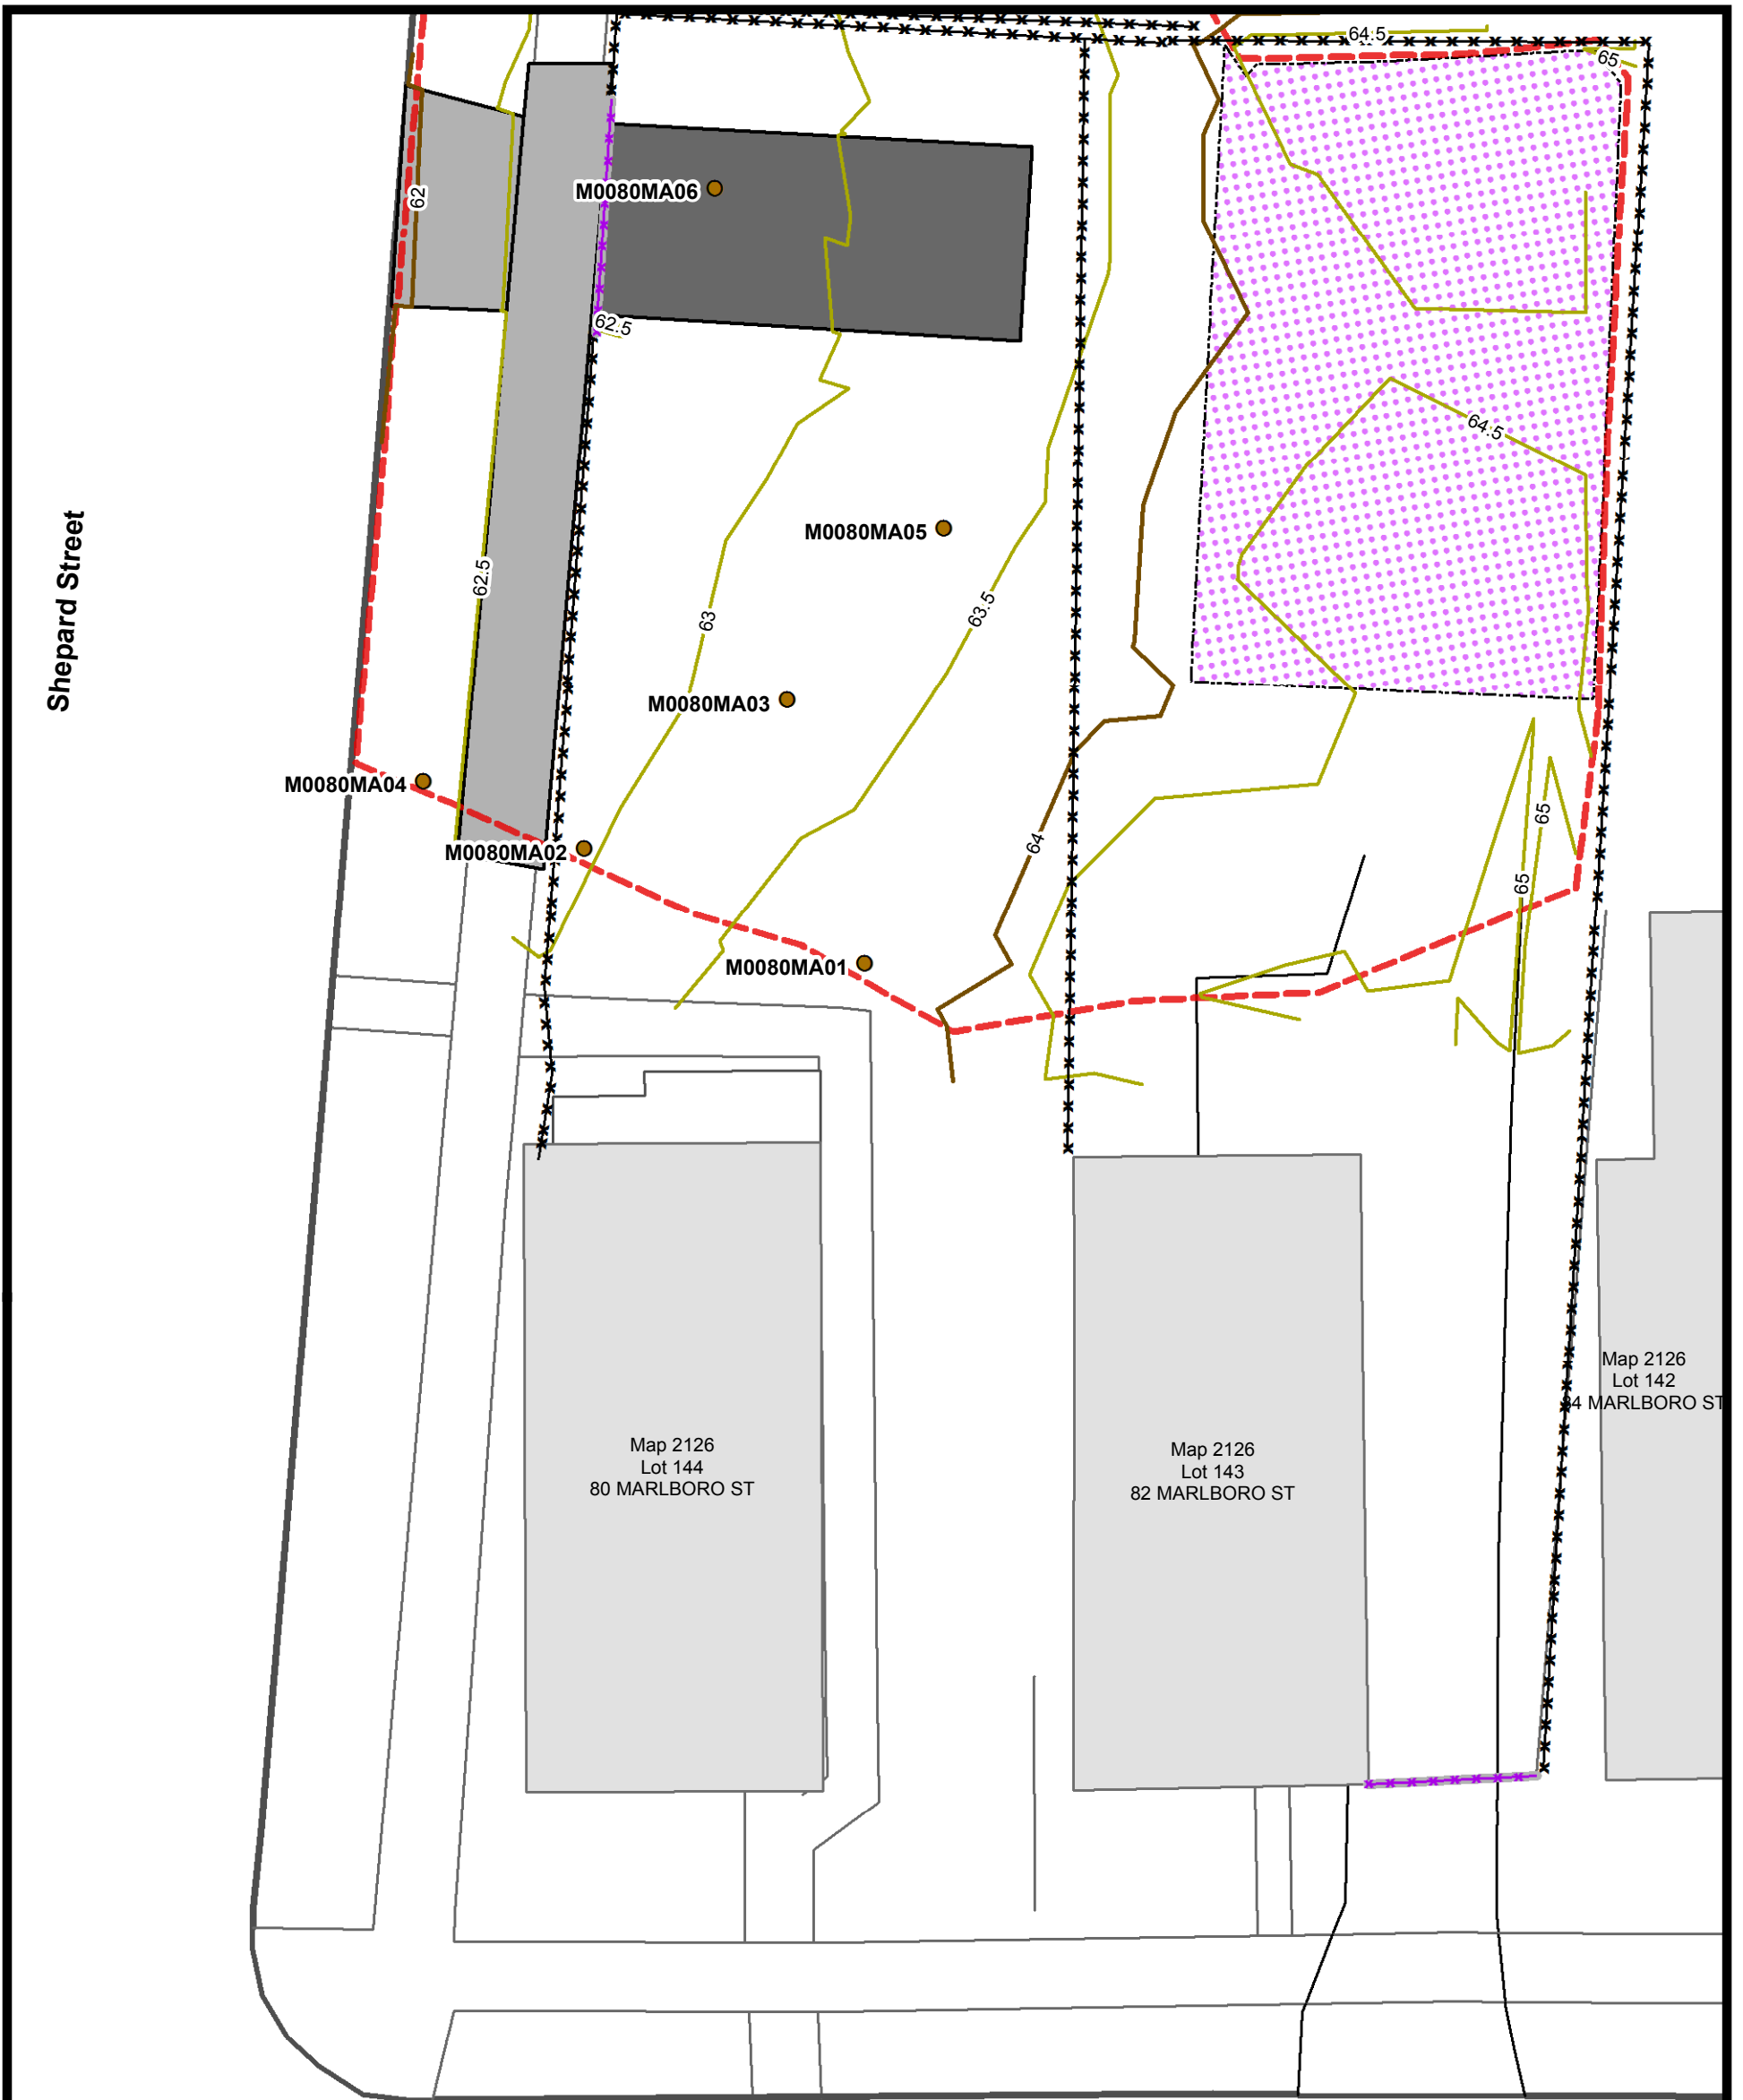 64.5
65
62
M0080MA06
62.5
64.5
Shepard Street
M0080MA05
62.5
63
63.5
M0080MA03
M0080MA04
65
64
M0080MA02
65
M0080MA01
Map 2126
Lot 142
4 MARLBORO ST
Map 2126
Lot 144
80 MARLBORO ST
Map 2126
Lot 143
82 MARLBORO ST